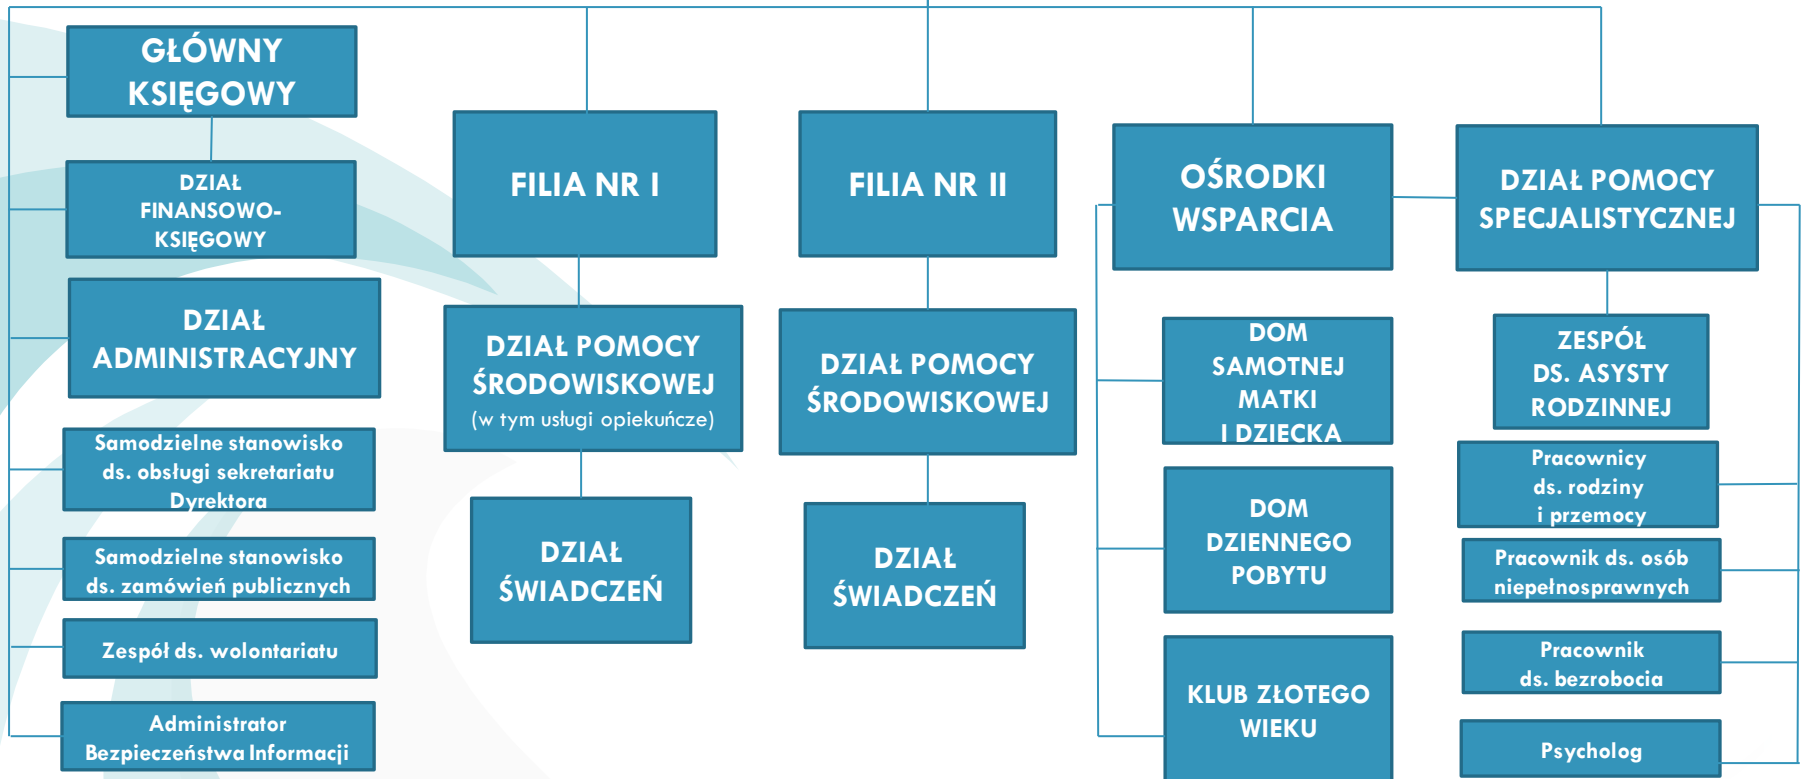 GŁÓWNY
KSIĘGOWY
DZIAŁ
FINANSOWO-
KSIĘGOWY
DZIAŁ
ADMINISTRACYJNY
Samodzielne stanowisko
ds. obsługi sekretariatu
Dyrektora
Samodzielne stanowisko
ds. zamówień publicznych
Zespół ds. wolontariatu
Administrator
Bezpieczeństwa Informacji
FILIA NR I
DZIAŁ POMOCY
ŚRODOWISKOWEJ
(w tym usługi opiekuńcze)
DZIAŁ
ŚWIADCZEŃ
FILIA NR II
DZIAŁ POMOCY
ŚRODOWISKOWEJ
DZIAŁ
ŚWIADCZEŃ
OŚRODKI
WSPARCIA
DOM
SAMOTNEJ
MATKI
I DZIECKA
DOM
DZIENNEGO
POBYTU
KLUB ZŁOTEGO
WIEKU
DZIAŁ POMOCY
SPECJALISTYCZNEJ
ZESPÓŁ
DS. ASYSTY
RODZINNEJ
Pracownicy
ds. rodziny
i przemocy
Pracownik ds. osób
niepełnosprawnych
Pracownik
ds. bezrobocia
Psycholog